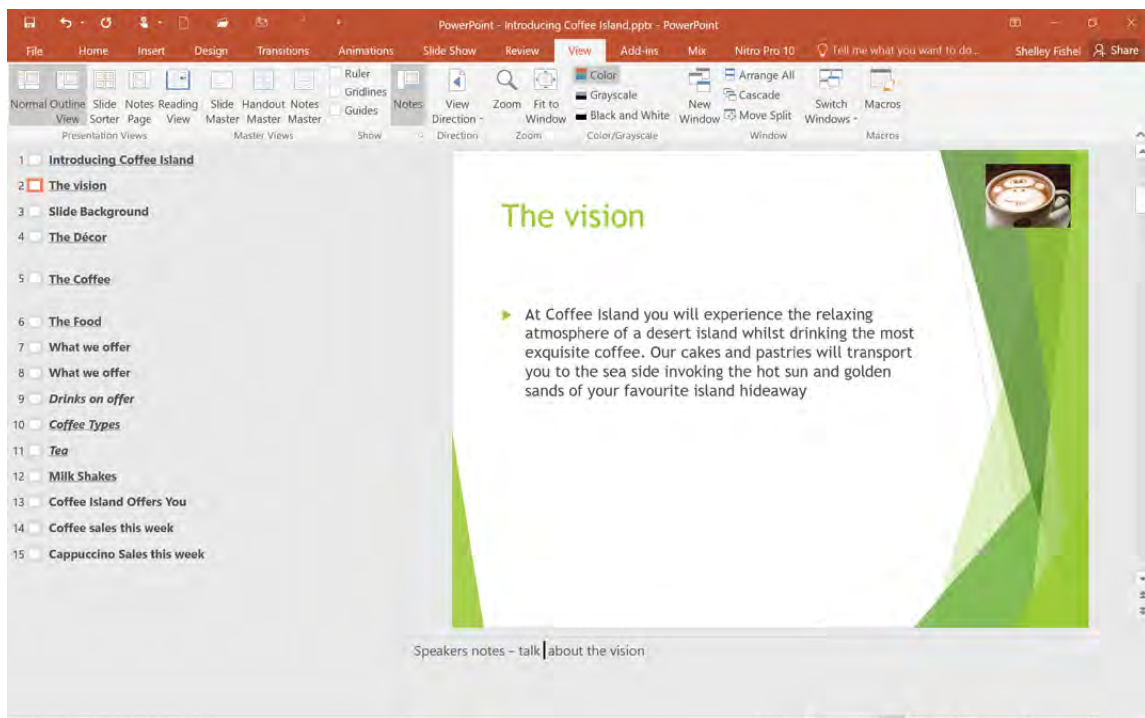 PowerPoint - Introducing Coffee Island.pptx - PowerPoint
File Home Insert Design Transitions Animations Slide Show Review View Add-ins Mix Nitro Pro 10 Tell me what you want to do... Shelley Fishel Share
Normal Outline View Slide Sorter Notes Page Reading View Slide Master Handout Master Notes Master Ruler Gridlines Guides Notes View Direction Zoom Fit to Window Color Grayscale Black and White New Window Arrange All Cascade Move Split Switch Windows Macros
Presentation Views Master Views Show Direction Zoom Color/Grayscale Window Macros
1 Introducing Coffee Island
2 The vision
3 Slide Background
4 The Décor
5 The Coffee
6 The Food
7 What we offer
8 What we offer
9 Drinks on offer
10 Coffee Types
11 Tea
12 Milk Shakes
13 Coffee Island Offers You
14 Coffee sales this week
15 Cappuccino Sales this week
The vision
At Coffee Island you will experience the relaxing
atmosphere of a desert island whilst drinking the most
exquisite coffee. Our cakes and pastries will transport
you to the sea side invoking the hot sun and golden
sands of your favourite island hideaway
Speakers notes – talk about the vision